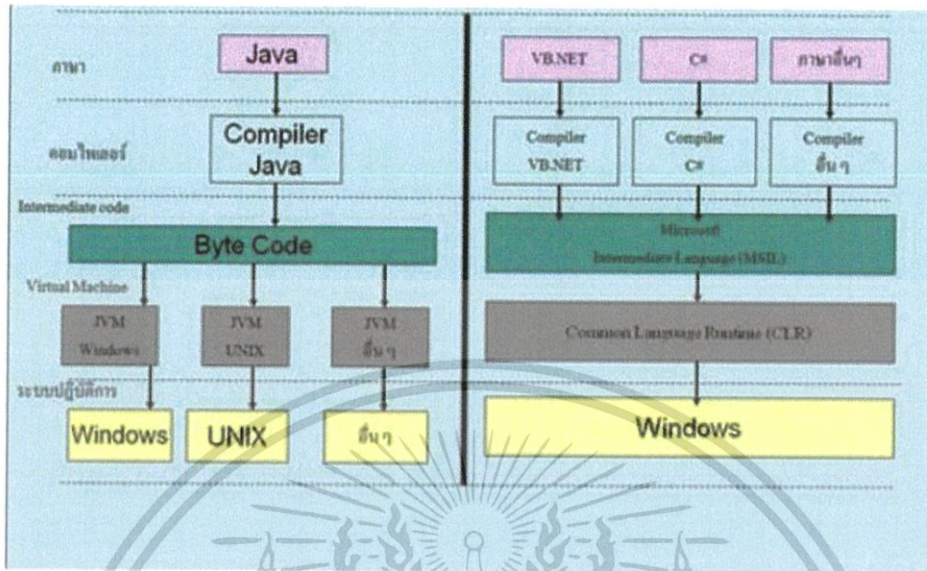 ภาษา
Java
คอมไพเลอร์
Compiler
Java
Intermediate code
Byte Code
Virtual Machine
JVM
Windows
JVM
UNIX
JVM
อื่น ๆ
ระบบปฏิบัติการ
Windows
UNIX
อื่น ๆ
VB.NET
C#
ภาษาอื่นๆ
Compiler
VB.NET
Compiler
C#
Compiler
อื่น ๆ
Microsoft
Intermediate Language (MSIL)
Common Language Runtime (CLR)
Windows